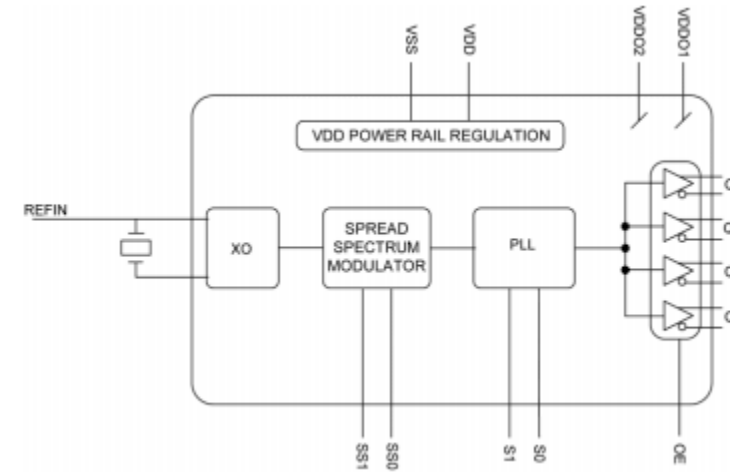 VSS
VDD
VDDO2
VDDO1
VDD POWER RAIL REGULATION
REFIN
XO
SPREAD
SPECTRUM
MODULATOR
PLL
SS1
SS0
S1
S0
OE